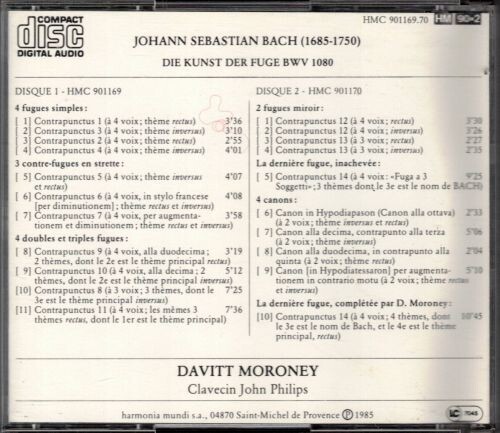 COMPACT
disc
DIGITAL AUDIO
HMC 901169.70
HM 90×2
JOHANN SEBASTIAN BACH (1685-1750)
DIE KUNST DER FUGE BWV 1080
DISQUE 1 - HMC 901169
4 fugues simples :
[ 1] Contrapunctus 1 (à 4 voix ; thème rectus) 3'36
[ 2] Contrapunctus 3 (à 4 voix ; thème inversus) 3'10
[ 3] Contrapunctus 2 (à 4 voix ; thème rectus) 2'55
[ 4] Contrapunctus 4 (à 4 voix ; thème inversus) 4'01
3 contre-fugues en strette :
[ 5] Contrapunctus 5 (à 4 voix ; thème inversus 4'07
et rectus)
[ 6] Contrapunctus 6 (à 4 voix, in stylo francese 4'08
[per diminutionem] ; thème rectus et inversus)
[ 7] Contrapunctus 7 (à 4 voix, per augmenta- 3'58
tionem et diminutionem ; thème inversus et rectus)
4 doubles et triples fugues :
[ 8] Contrapunctus 9 (à 4 voix, alla duodecima ; 3'19
2 thèmes, dont le 2e est le thème principal rectus)
[ 9] Contrapunctus 10 (à 4 voix, alla decima ; 2 5'12
thèmes, dont le 2e est le thème principal rectus)
[10] Contrapunctus 8 (à 3 voix ; 3 thèmes, dont le 7'25
3e est le thème principal inversus)
[11] Contrapunctus 11 (à 4 voix ; les mêmes 3 7'36
thèmes rectus, dont le 1er est le thème principal)
DISQUE 2 - HMC 901170
2 fugues miroir :
[ 1] Contrapunctus 12 (à 4 voix ; rectus) 3'30
[ 2] Contrapunctus 12 (à 4 voix ; inversus) 3'26
[ 3] Contrapunctus 13 (à 4 voix ; rectus) 2'27
[ 4] Contrapunctus 13 (à 4 voix ; inversus) 2'35
La dernière fugue, inachevée :
[ 5] Contrapunctus 14 (à 4 voix : «Fuga a 3 9'25
Soggetti» ; 3 thèmes dont le 3e est le nom de BACH)
4 canons :
[ 6] Canon in Hypodiapason (Canon alla ottava) 2'33
(à 2 voix ; thème inversus et rectus)
[ 7] Canon alla decima, contrapunto alla terza 5'06
(à 2 voix ; thème inversus)
[ 8] Canon alla duodecima, in contrapunto alla 2'04
quinta (à 2 voix ; thème rectus)
[ 9] Canon [in Hypodiatessaron] per augmenta- 5'10
tionem in contrario motu (à 2 voix ; thème rectus
et inversus)
La dernière fugue, complétée par D. Moroney :
[10] Contrapunctus 14 (à 4 voix ; 4 thèmes, dont 10'45
le 3e est le nom de Bach, et le 4e est le thème
principal rectus)
DAVITT MORONEY
Clavecin John Philips
harmonia mundi s.a., 04870 Saint-Michel de Provence Ⓟ 1985
LC 7045